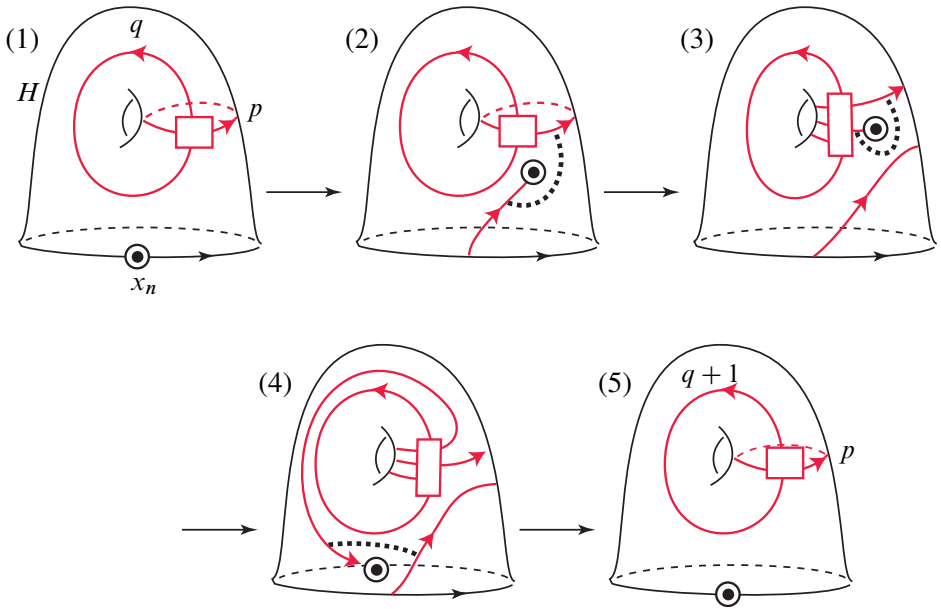 (1) q (2) (3)
H p
x_n
(4) (5) q + 1
p